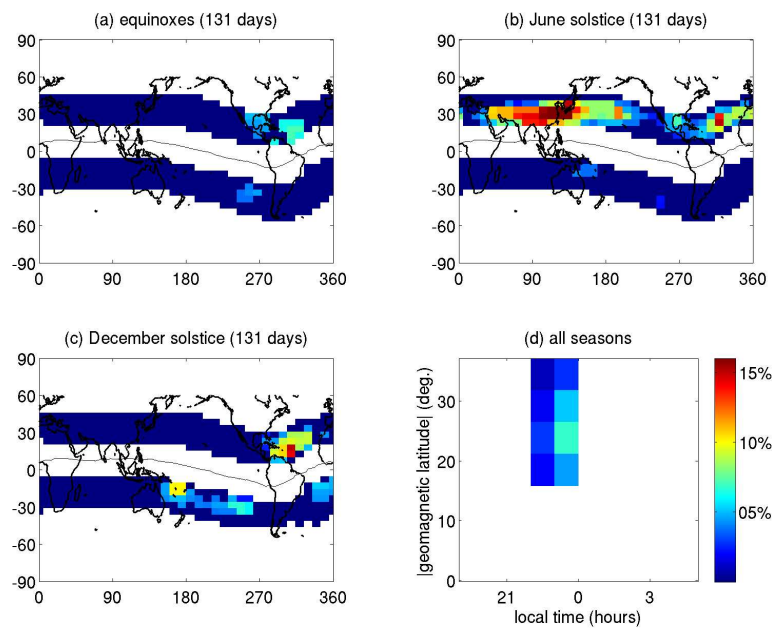 (a) equinoxes (131 days)
90
60
30
0
-30
-60
-90
0 90 180 270 360
(b) June solstice (131 days)
90
60
30
0
-30
-60
-90
0 90 180 270 360
(c) December solstice (131 days)
90
60
30
0
-30
-60
-90
0 90 180 270 360
(d) all seasons
|geomagnetic latitude| (deg.)
30
20
10
0
21 0 3
local time (hours)
15%
10%
05%